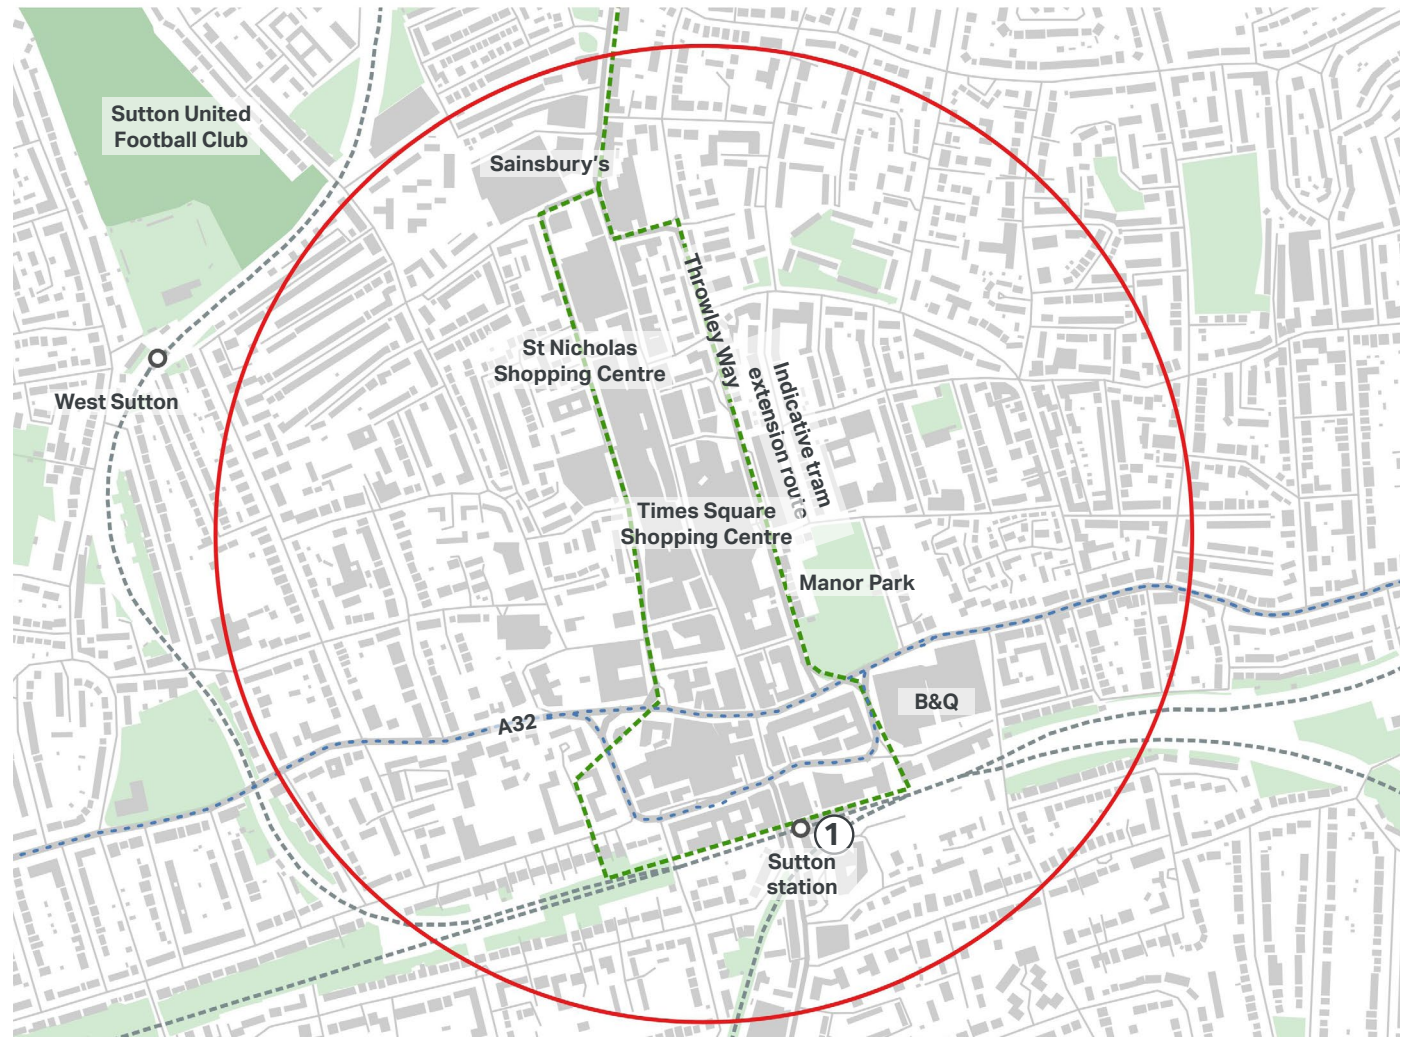 Sutton United
Football Club
Sainsbury's
Throwley Way
St Nicholas
Shopping Centre
Indicative tram
extension route
West Sutton
Times Square
Shopping Centre
Manor Park
B&Q
A32
1
Sutton
station